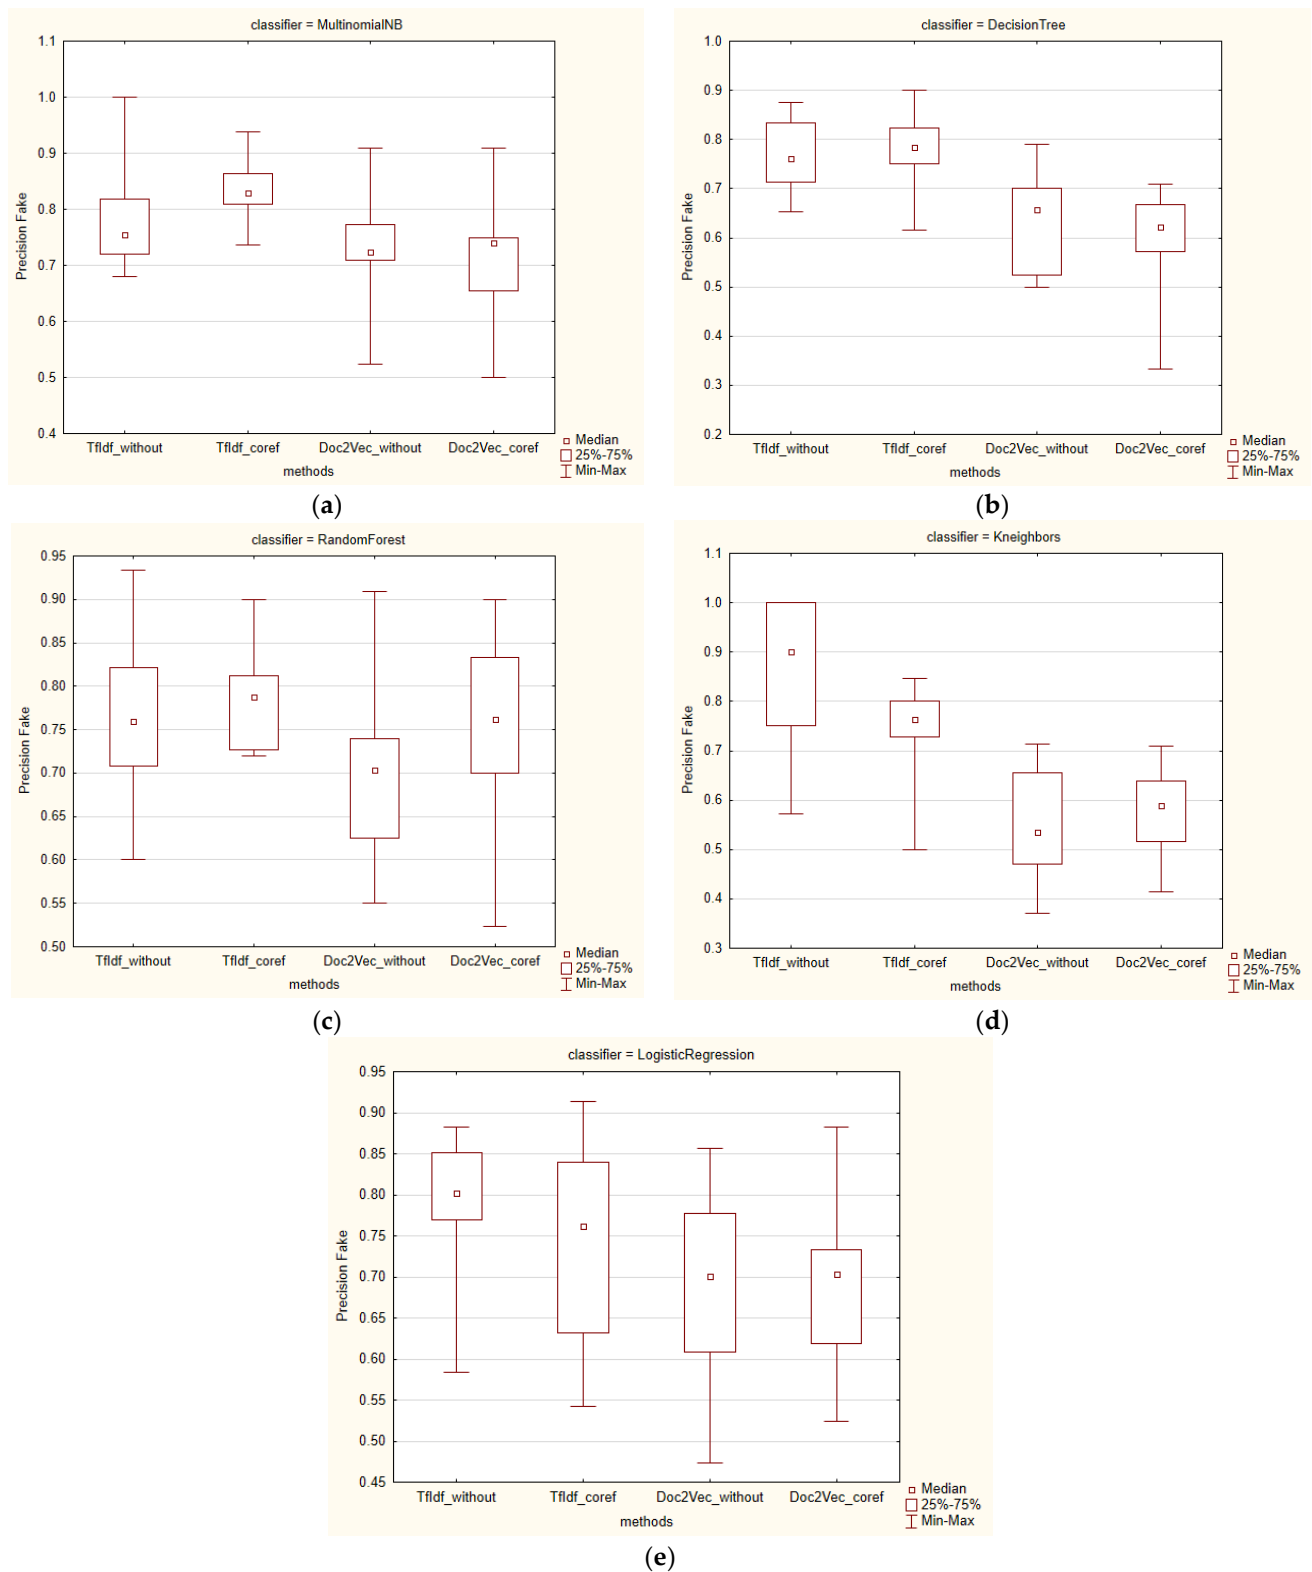 classifier = MultinomialNB
1.1
1.0
0.9
0.8
0.7
0.6
0.5
0.4
Precision Fake
TfIdf_without TfIdf_coref Doc2Vec_without Doc2Vec_coref
methods
Median
25%-75%
Min-Max
(a)
classifier = DecisionTree
1.0
0.9
0.8
0.7
0.6
0.5
0.4
0.3
0.2
Precision Fake
TfIdf_without TfIdf_coref Doc2Vec_without Doc2Vec_coref
methods
Median
25%-75%
Min-Max
(b)
classifier = RandomForest
0.95
0.90
0.85
0.80
0.75
0.70
0.65
0.60
0.55
0.50
Precision Fake
TfIdf_without TfIdf_coref Doc2Vec_without Doc2Vec_coref
methods
Median
25%-75%
Min-Max
(c)
classifier = Kneighbors
1.1
1.0
0.9
0.8
0.7
0.6
0.5
0.4
0.3
Precision Fake
TfIdf_without TfIdf_coref Doc2Vec_without Doc2Vec_coref
methods
Median
25%-75%
Min-Max
(d)
classifier = LogisticRegression
0.95
0.90
0.85
0.80
0.75
0.70
0.65
0.60
0.55
0.50
0.45
Precision Fake
TfIdf_without TfIdf_coref Doc2Vec_without Doc2Vec_coref
methods
Median
25%-75%
Min-Max
(e)